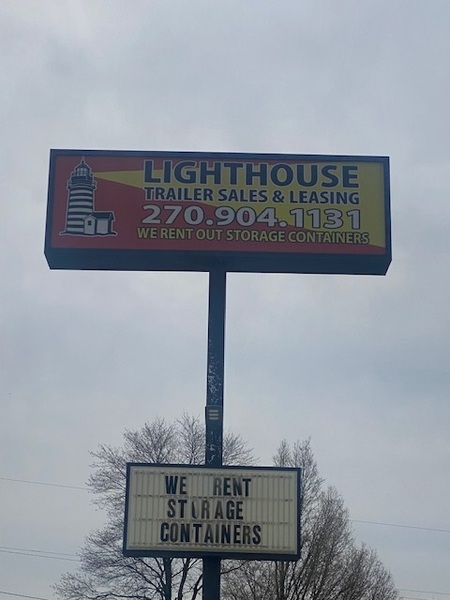 LIGHTHOUSE
TRAILER SALES & LEASING
270.904.1131
WE RENT OUT STORAGE CONTAINERS
WE RENT
STORAGE
CONTAINERS